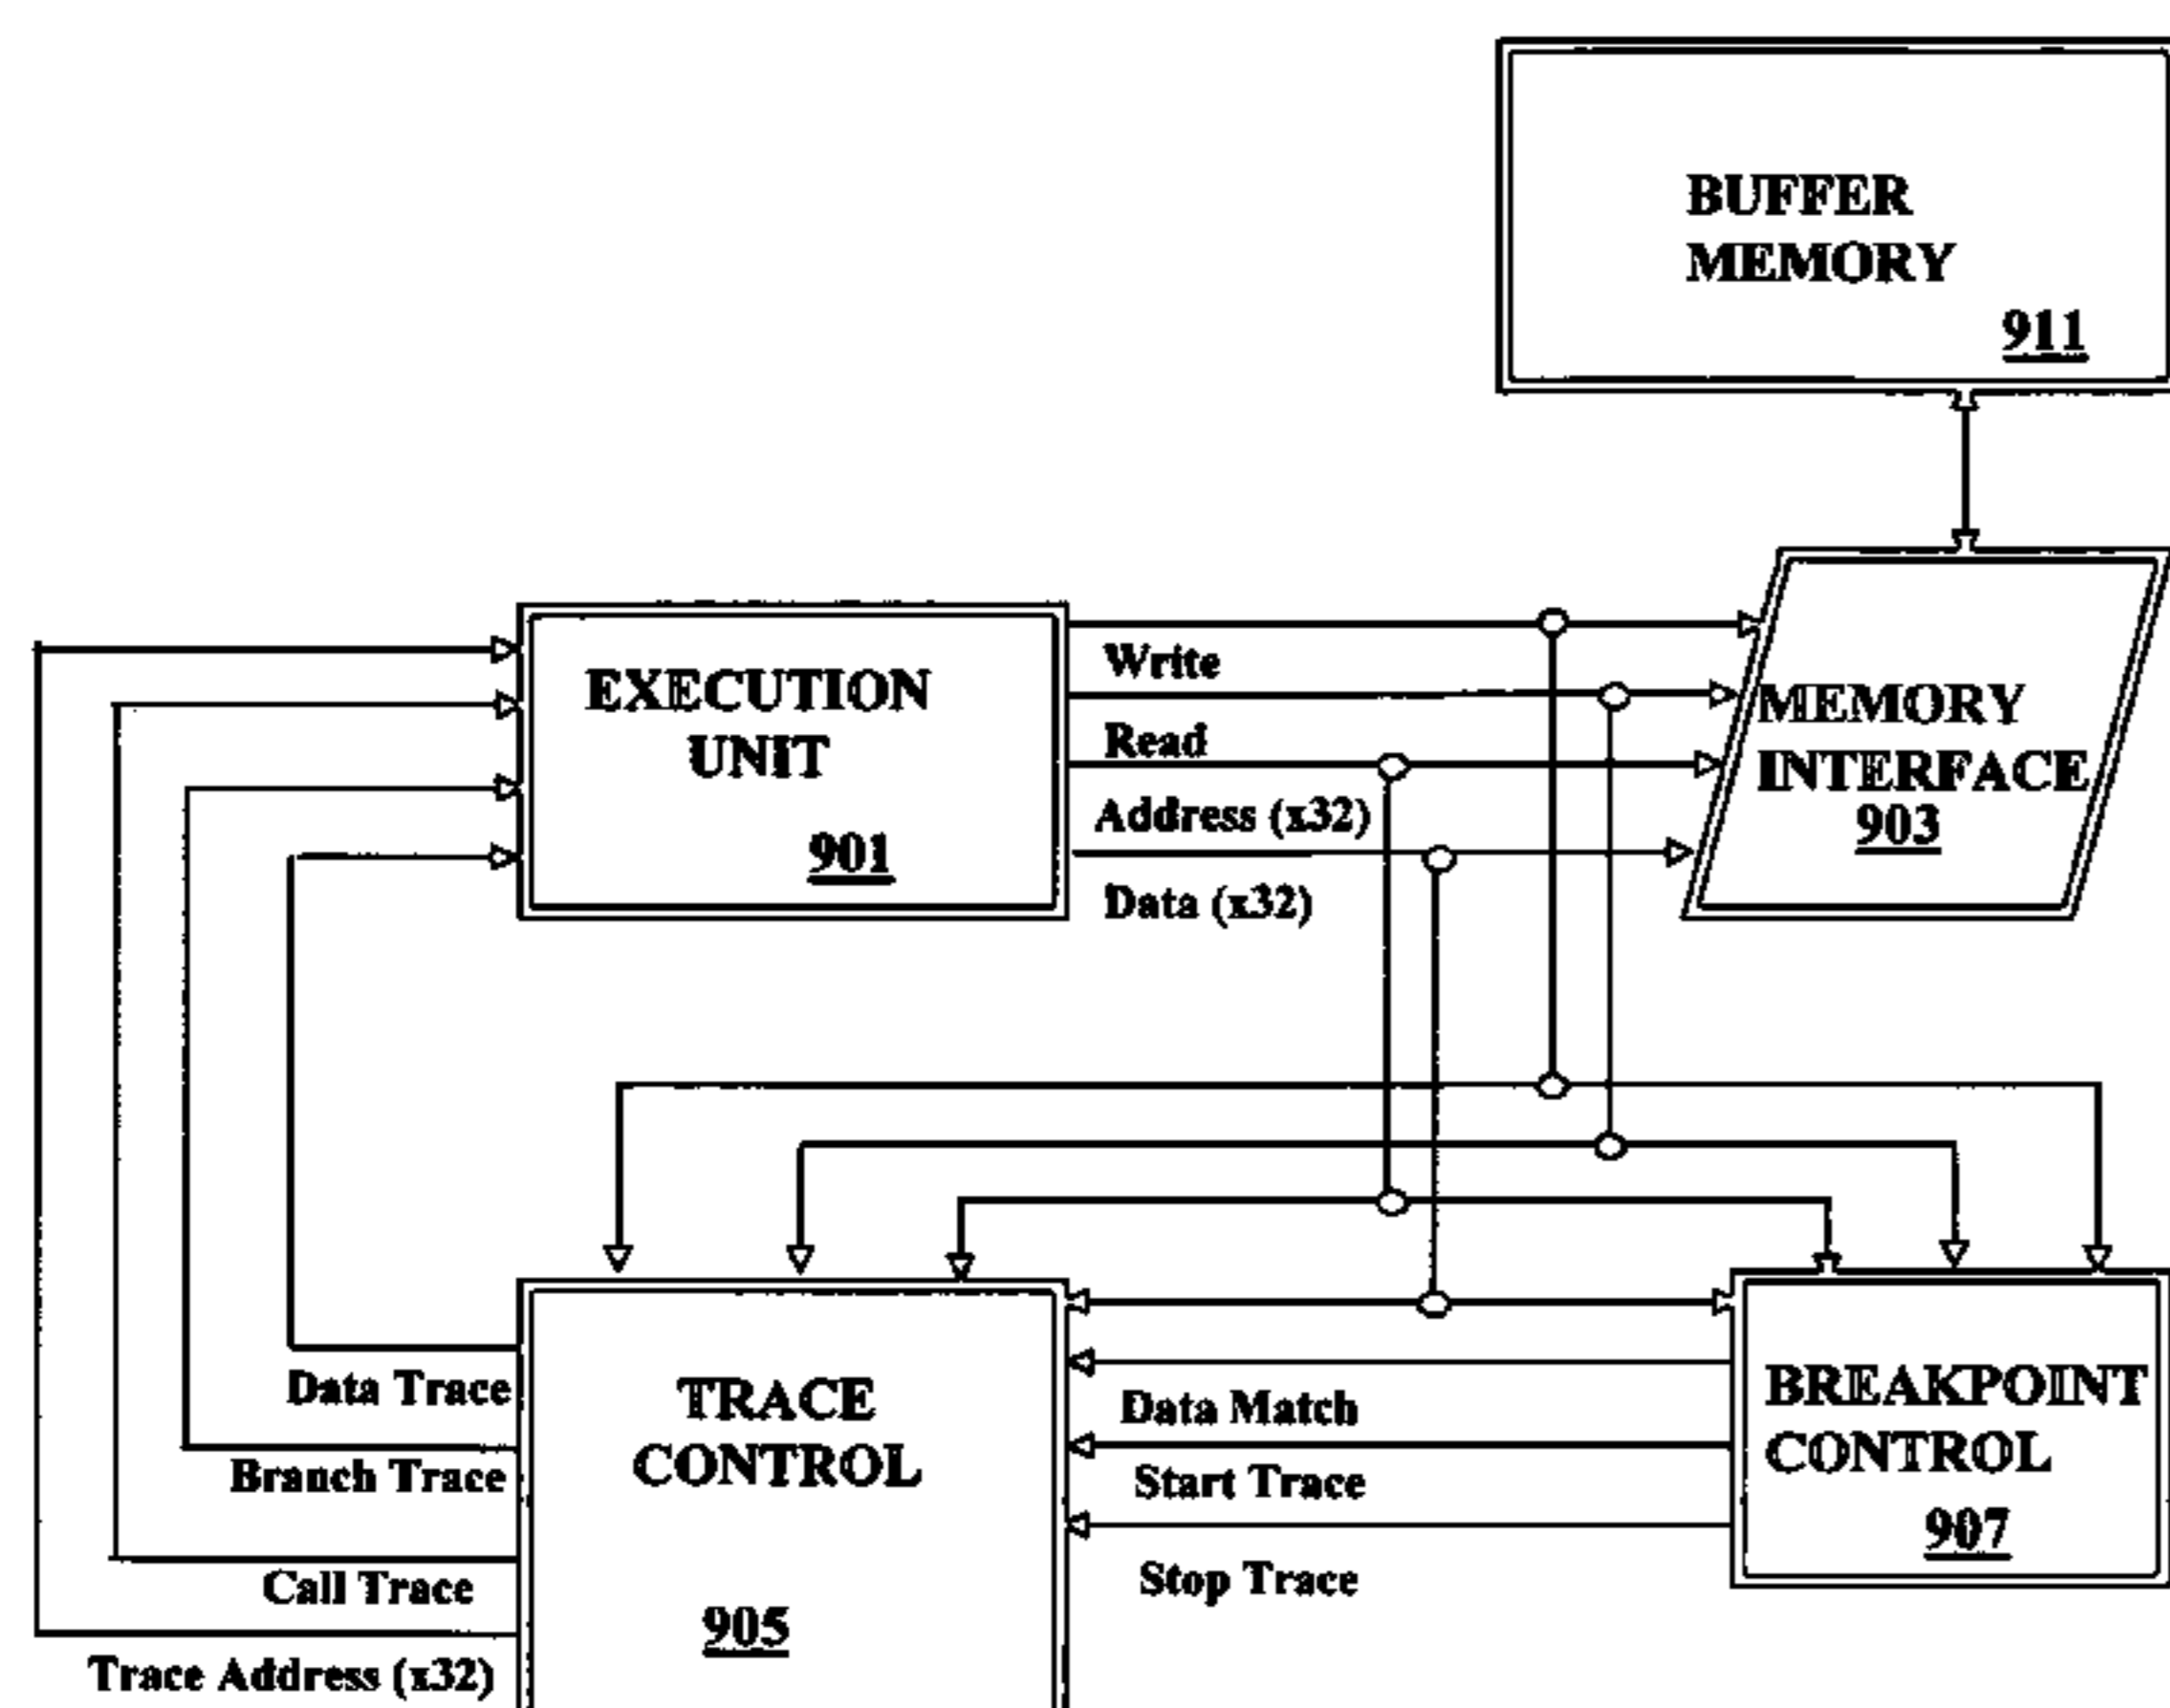 BUFFER
MEMORY
911
EXECUTION
UNIT
901
Write
Read
Address (x32)
Data (x32)
MEMORY
INTERFACE
903
Data Trace
Branch Trace
Call Trace
Trace Address (x32)
TRACE
CONTROL
905
Data Match
Start Trace
Stop Trace
BREAKPOINT
CONTROL
907